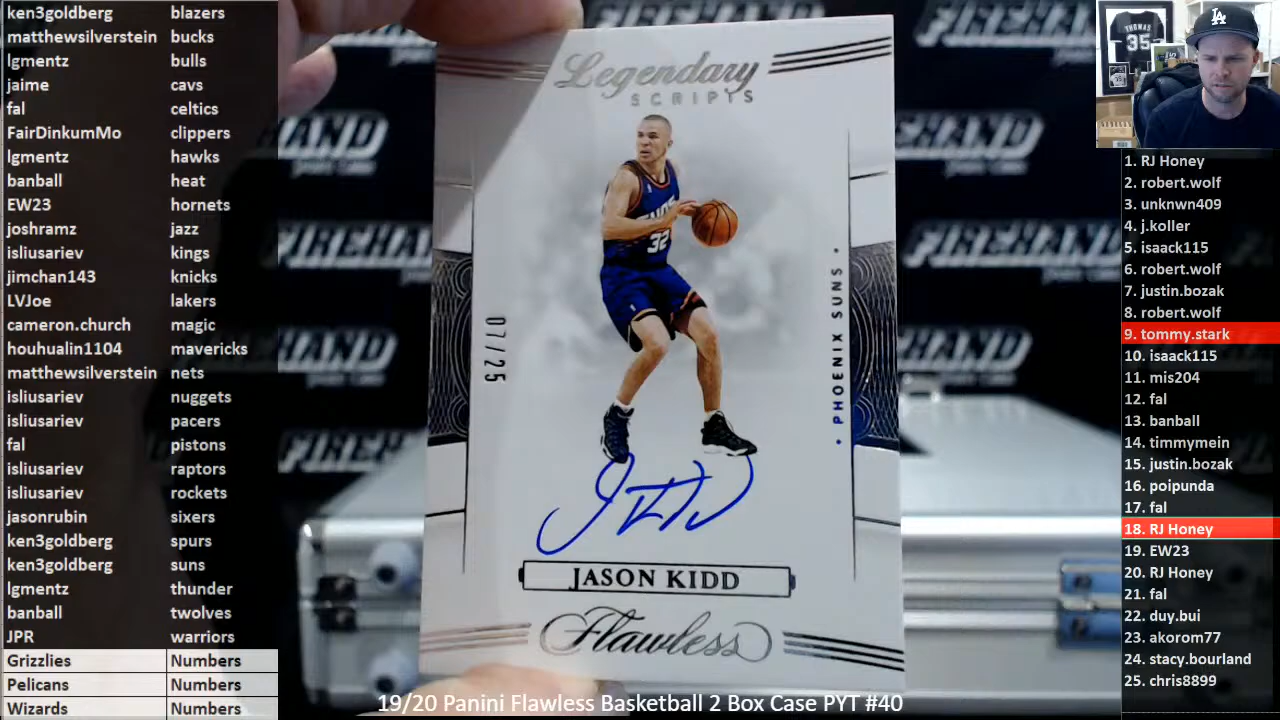 ken3goldberg blazers
matthewsilverstein bucks
lgmentz bulls
jaime cavs
fal celtics
FairDinkumMo clippers
lgmentz hawks
banball heat
EW23 hornets
joshramz jazz
isliusariev kings
jimchan143 knicks
LVJoe lakers
cameron.church magic
houhualin1104 mavericks
matthewsilverstein nets
isliusariev nuggets
isliusariev pacers
fal pistons
isliusariev raptors
isliusariev rockets
jasonrubin sixers
ken3goldberg spurs
ken3goldberg suns
lgmentz thunder
banball twolves
JPR warriors
Grizzlies Numbers
Pelicans Numbers
Wizards Numbers
Legendary
SCRIPTS
32
07/25
• PHOENIX SUNS •
JASON KIDD
Flawless
FIREHAND
FIREHAND
FIREHAND
19/20 Panini Flawless Basketball 2 Box Case PYT #40
LA
THOMAS
35
1. RJ Honey
2. robert.wolf
3. unknwn409
4. j.koller
5. isaack115
6. robert.wolf
7. justin.bozak
8. robert.wolf
9. tommy.stark
10. isaack115
11. mis204
12. fal
13. banball
14. timmymein
15. justin.bozak
16. poipunda
17. fal
18. RJ Honey
19. EW23
20. RJ Honey
21. fal
22. duy.bui
23. akorom77
24. stacy.bourland
25. chris8899